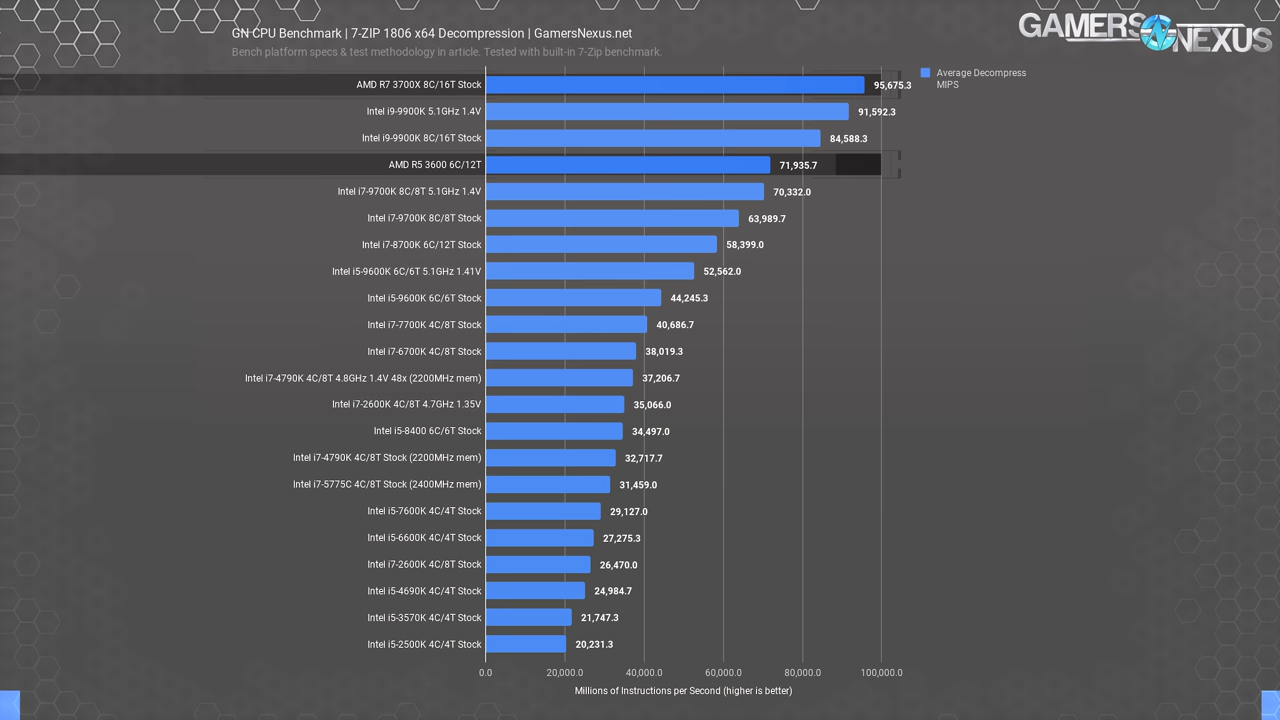 GN CPU Benchmark | 7-ZIP 1806 x64 Decompression | GamersNexus.net
Bench platform specs & test methodology in article. Tested with built-in 7-Zip benchmark.
GAMERS NEXUS
Average Decompress
MIPS
AMD R7 3700X 8C/16T Stock 95,675.3
Intel i9-9900K 5.1GHz 1.4V 91,592.3
Intel i9-9900K 8C/16T Stock 84,588.3
AMD R5 3600 6C/12T 71,935.7
Intel i7-9700K 8C/8T 5.1GHz 1.4V 70,332.0
Intel i7-9700K 8C/8T Stock 63,989.7
Intel i7-8700K 6C/12T Stock 58,399.0
Intel i5-9600K 6C/6T 5.1GHz 1.41V 52,562.0
Intel i5-9600K 6C/6T Stock 44,245.3
Intel i7-7700K 4C/8T Stock 40,686.7
Intel i7-6700K 4C/8T Stock 38,019.3
Intel i7-4790K 4C/8T 4.8GHz 1.4V 48x (2200MHz mem) 37,206.7
Intel i7-2600K 4C/8T 4.7GHz 1.35V 35,066.0
Intel i5-8400 6C/6T Stock 34,497.0
Intel i7-4790K 4C/8T Stock (2200MHz mem) 32,717.7
Intel i7-5775C 4C/8T Stock (2400MHz mem) 31,459.0
Intel i5-7600K 4C/4T Stock 29,127.0
Intel i5-6600K 4C/4T Stock 27,275.3
Intel i7-2600K 4C/8T Stock 26,470.0
Intel i5-4690K 4C/4T Stock 24,984.7
Intel i5-3570K 4C/4T Stock 21,747.3
Intel i5-2500K 4C/4T Stock 20,231.3
0.0 20,000.0 40,000.0 60,000.0 80,000.0 100,000.0
Millions of Instructions per Second (higher is better)